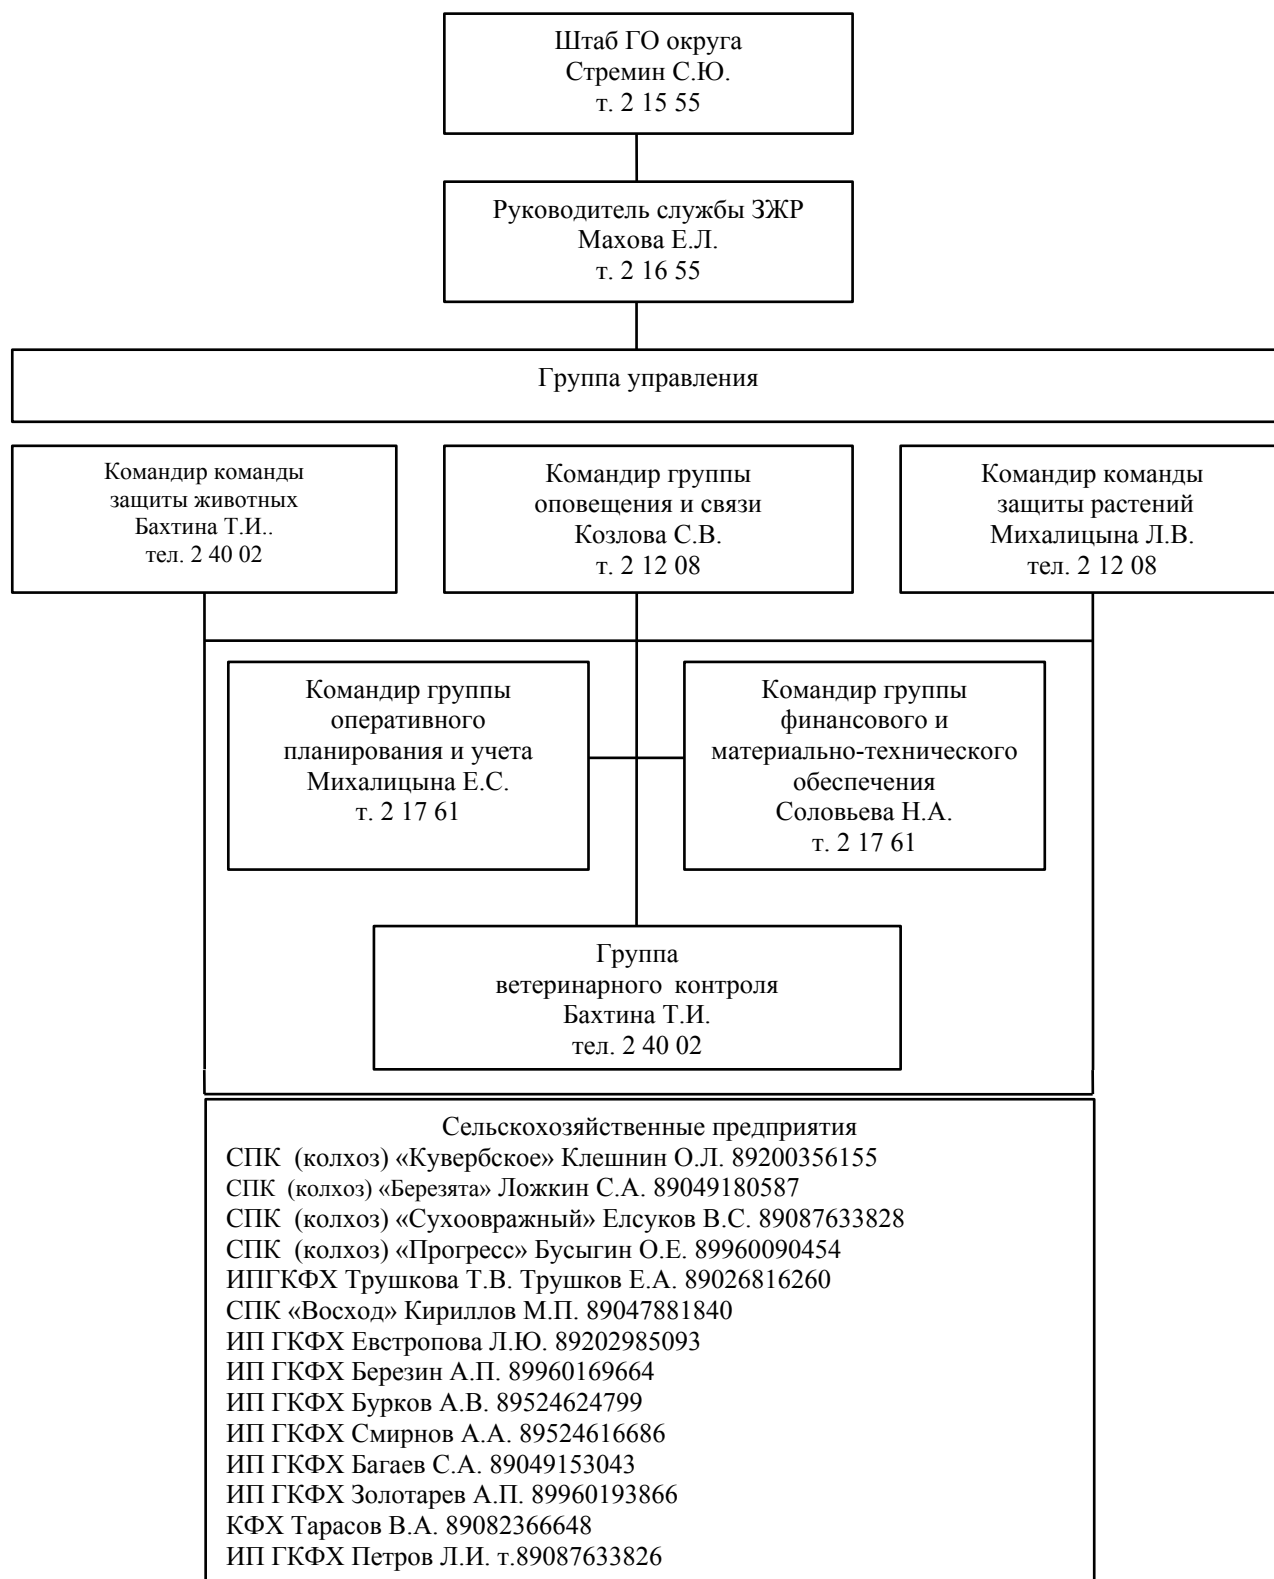 Штаб ГО округа
Стремин С.Ю.
т. 2 15 55
Руководитель службы ЗЖР
Махова Е.Л.
т. 2 16 55
Группа управления
Командир команды
защиты животных
Бахтина Т.И..
тел. 2 40 02
Командир группы
оповещения и связи
Козлова С.В.
т. 2 12 08
Командир команды
защиты растений
Михалицына Л.В.
тел. 2 12 08
Командир группы
оперативного
планирования и учета
Михалицына Е.С.
т. 2 17 61
Командир группы
финансового и
материально-технического
обеспечения
Соловьева Н.А.
т. 2 17 61
Группа
ветеринарного контроля
Бахтина Т.И.
тел. 2 40 02
Сельскохозяйственные предприятия
СПК (колхоз) «Кувербское» Клешнин О.Л. 89200356155
СПК (колхоз) «Березята» Ложкин С.А. 89049180587
СПК (колхоз) «Сухоовражный» Елсуков В.С. 89087633828
СПК (колхоз) «Прогресс» Бусыгин О.Е. 89960090454
ИПГКФХ Трушкова Т.В. Трушков Е.А. 89026816260
СПК «Восход» Кириллов М.П. 89047881840
ИП ГКФХ Евстропова Л.Ю. 89202985093
ИП ГКФХ Березин А.П. 89960169664
ИП ГКФХ Бурков А.В. 89524624799
ИП ГКФХ Смирнов А.А. 89524616686
ИП ГКФХ Багаев С.А. 89049153043
ИП ГКФХ Золотарев А.П. 89960193866
КФХ Тарасов В.А. 89082366648
ИП ГКФХ Петров Л.И. т.89087633826